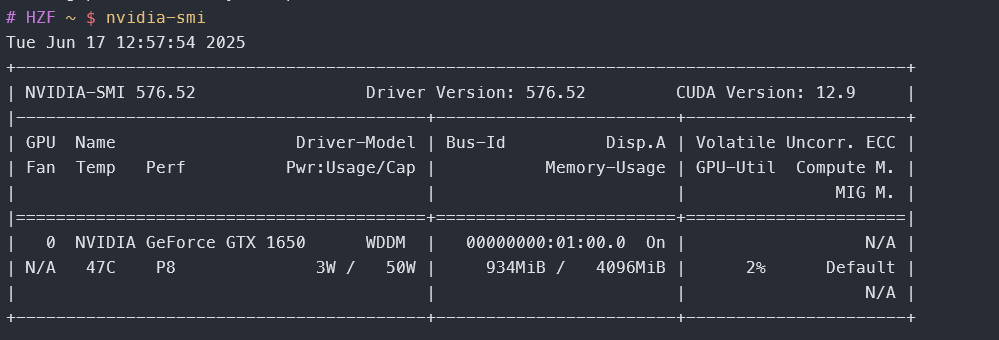 # HZF ~ $ nvidia-smi
Tue Jun 17 12:57:54 2025
+-----------------------------------------------------------------------------------------+
| NVIDIA-SMI 576.52                 Driver Version: 576.52         CUDA Version: 12.9     |
|-----------------------------------------+------------------------+----------------------+
| GPU  Name                  Driver-Model | Bus-Id          Disp.A | Volatile Uncorr. ECC |
| Fan  Temp   Perf          Pwr:Usage/Cap |           Memory-Usage | GPU-Util  Compute M. |
|                                         |                        |               MIG M. |
|=========================================+========================+======================|
|   0  NVIDIA GeForce GTX 1650      WDDM  |   00000000:01:00.0  On |                  N/A |
| N/A   47C    P8               3W /   50W |     934MiB /   4096MiB |      2%      Default |
|                                         |                        |                  N/A |
+-----------------------------------------+------------------------+----------------------+